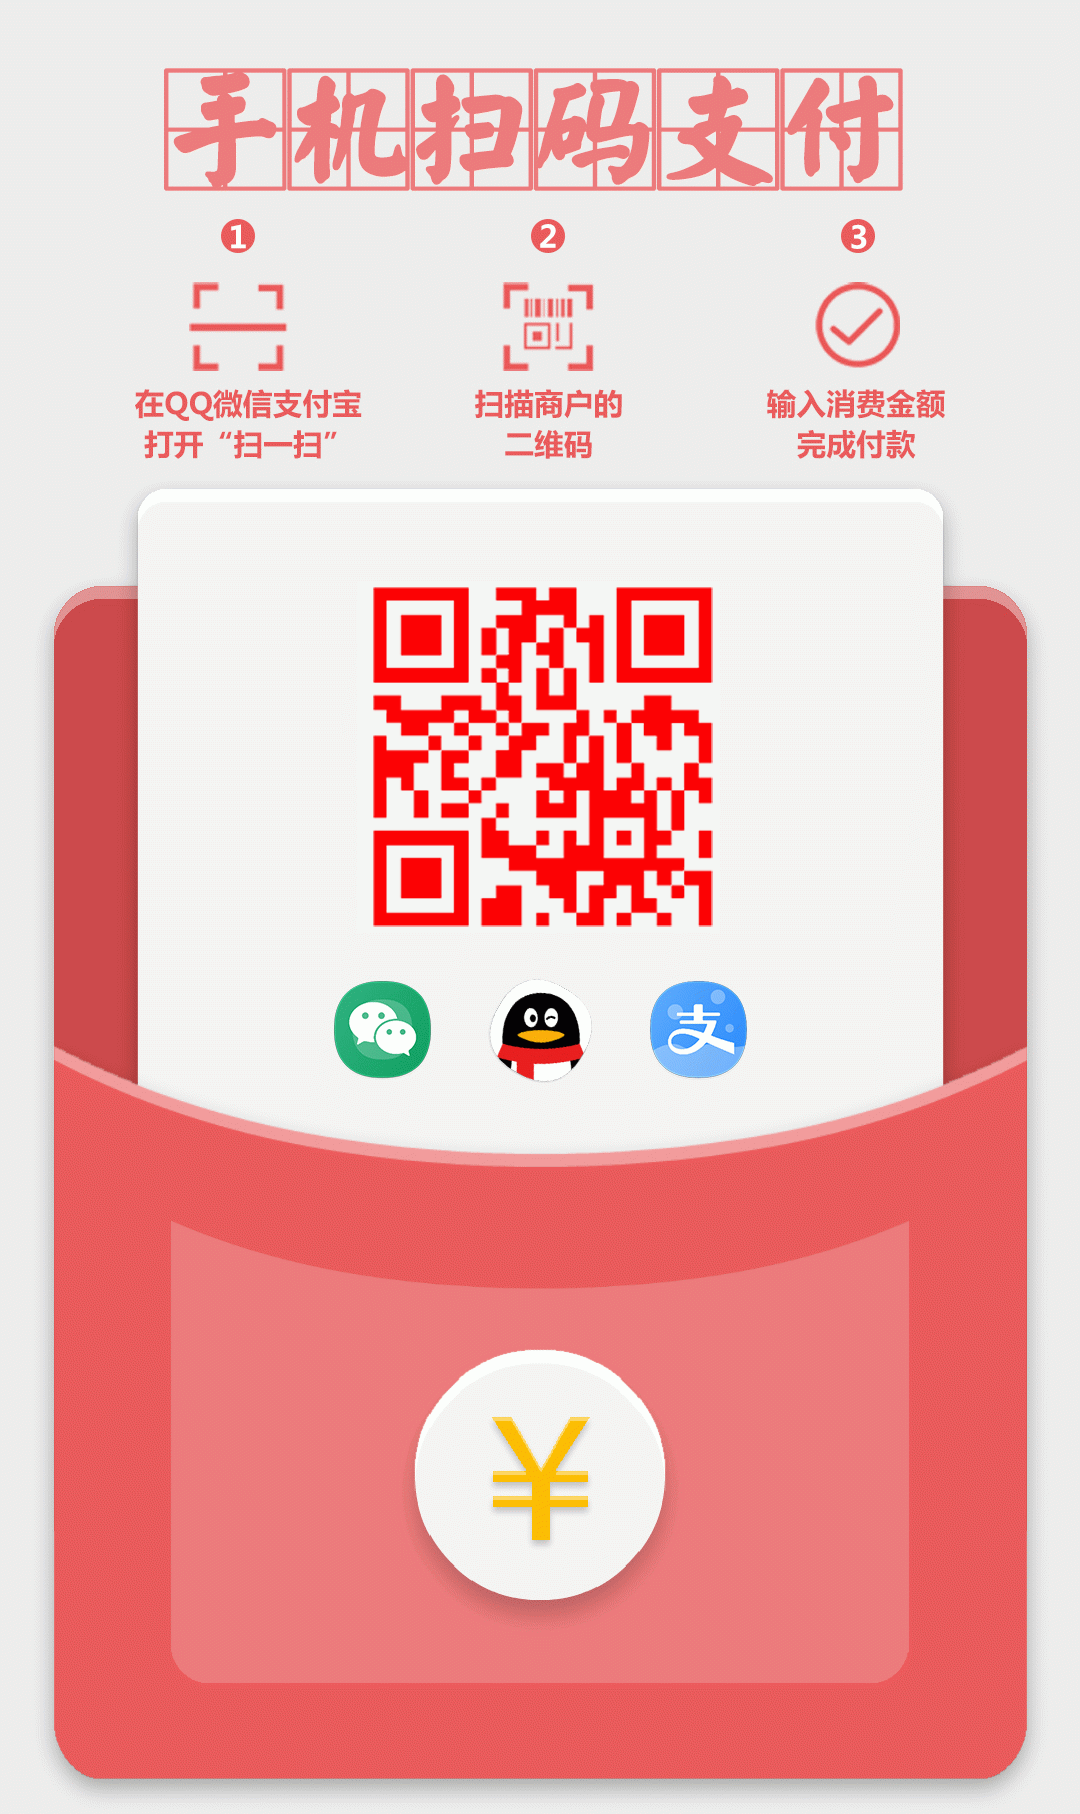 手机扫码支付
1
2
3
在QQ微信支付宝
打开“扫一扫”
扫描商户的
二维码
输入消费金额
完成付款
支
¥